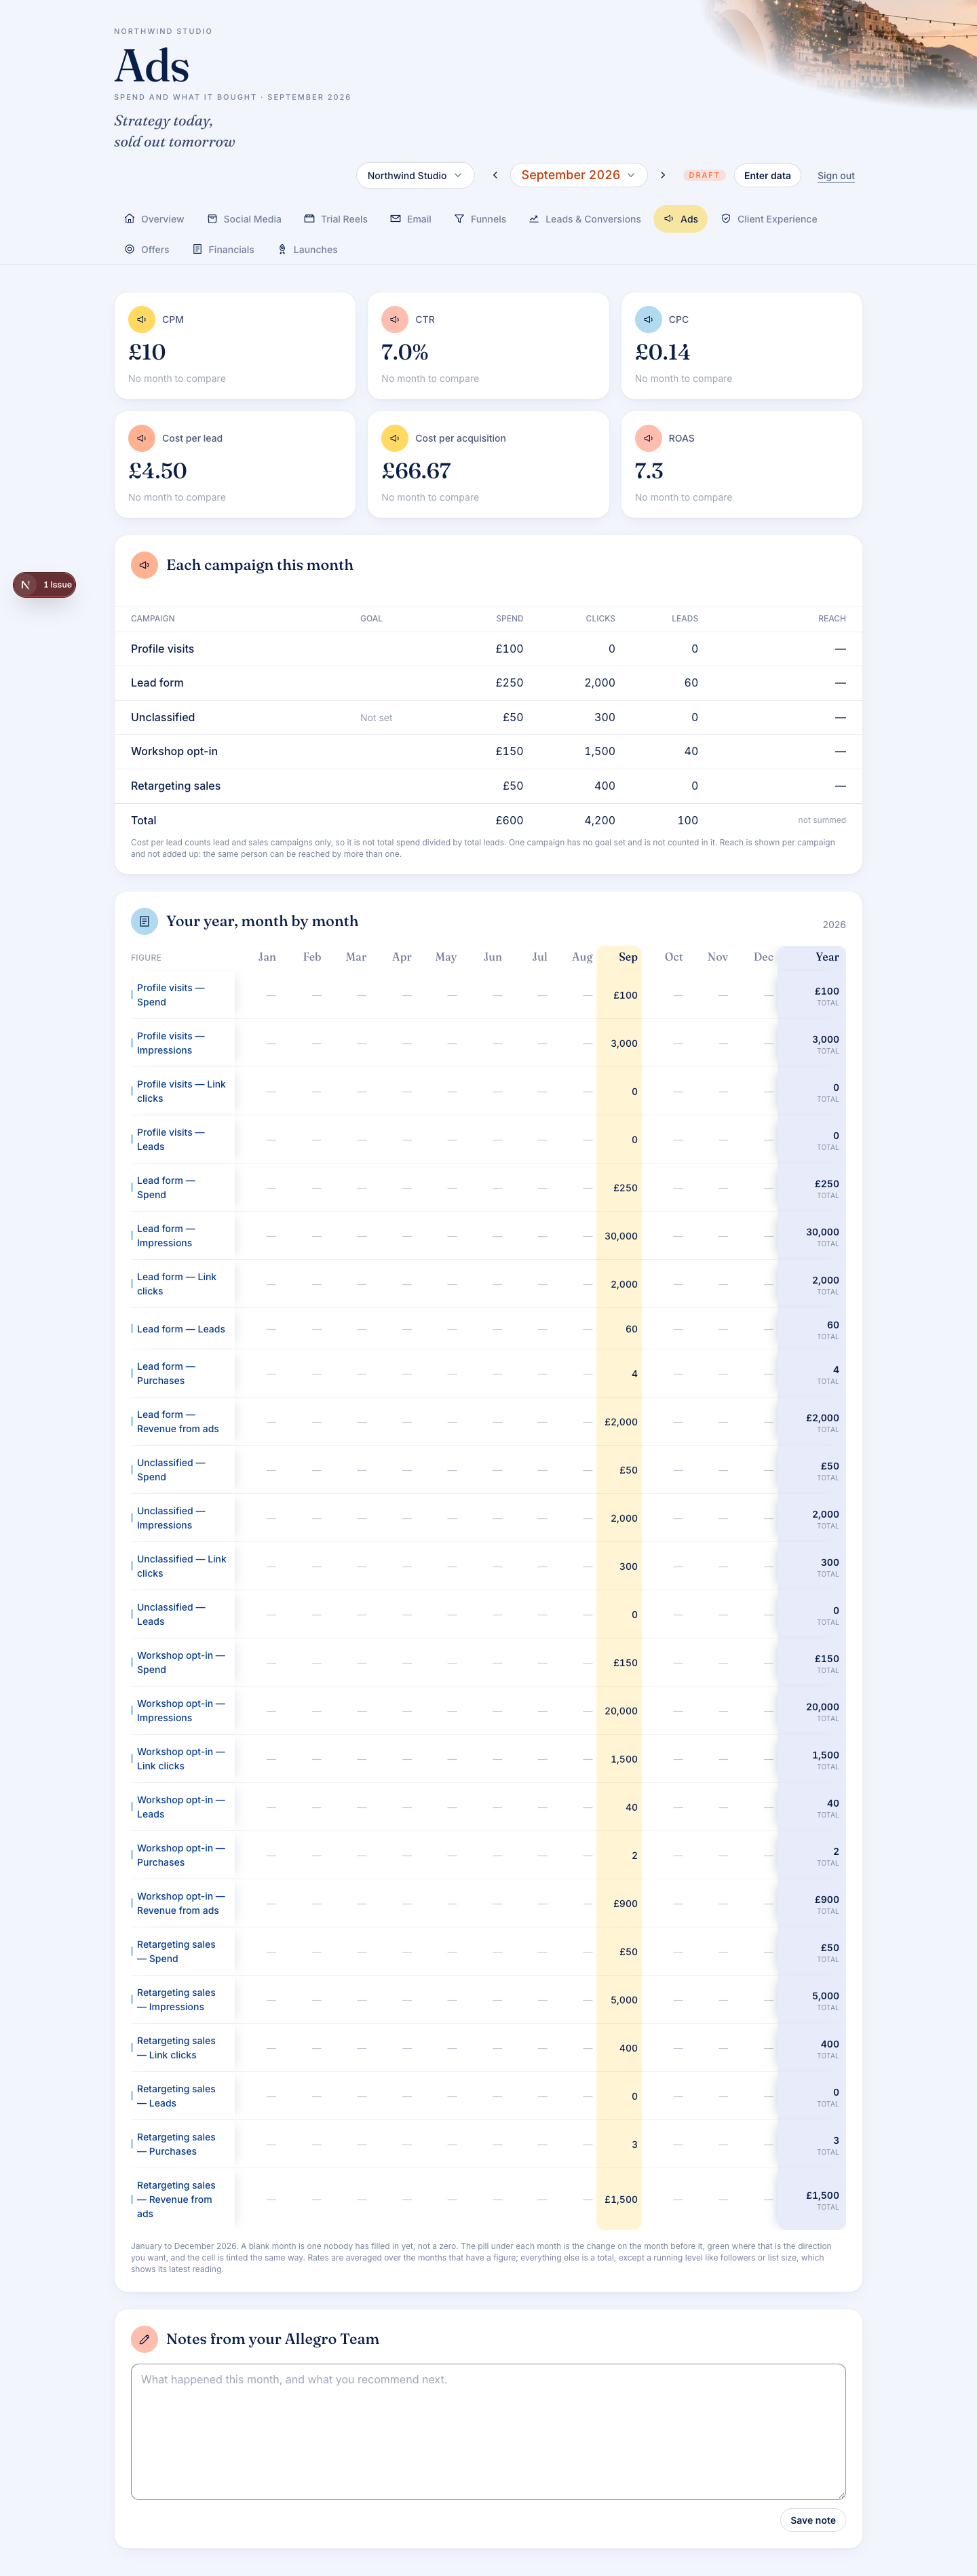 NORTHWIND STUDIO
Ads
SPEND AND WHAT IT BOUGHT · SEPTEMBER 2026
Strategy today,
sold out tomorrow
Northwind Studio
September 2026
DRAFT
Enter data
Sign out
Overview
Social Media
Trial Reels
Email
Funnels
Leads & Conversions
Ads
Client Experience
Offers
Financials
Launches
CPM
£10
No month to compare
CTR
7.0%
No month to compare
CPC
£0.14
No month to compare
Cost per lead
£4.50
No month to compare
Cost per acquisition
£66.67
No month to compare
ROAS
7.3
No month to compare
N 1 Issue
Each campaign this month
CAMPAIGN GOAL SPEND CLICKS LEADS REACH
Profile visits £100 0 0 —
Lead form £250 2,000 60 —
Unclassified Not set £50 300 0 —
Workshop opt-in £150 1,500 40 —
Retargeting sales £50 400 0 —
Total £600 4,200 100 not summed
Cost per lead counts lead and sales campaigns only, so it is not total spend divided by total leads. One campaign has no goal set and is not counted in it. Reach is shown per campaign
and not added up: the same person can be reached by more than one.
Your year, month by month
2026
FIGURE Jan Feb Mar Apr May Jun Jul Aug Sep Oct Nov Dec Year
Profile visits —
Spend
— — — — — — — — £100 — — — £100
TOTAL
Profile visits —
Impressions
— — — — — — — — 3,000 — — — 3,000
TOTAL
Profile visits — Link
clicks
— — — — — — — — 0 — — — 0
TOTAL
Profile visits —
Leads
— — — — — — — — 0 — — — 0
TOTAL
Lead form —
Spend
— — — — — — — — £250 — — — £250
TOTAL
Lead form —
Impressions
— — — — — — — — 30,000 — — — 30,000
TOTAL
Lead form — Link
clicks
— — — — — — — — 2,000 — — — 2,000
TOTAL
Lead form — Leads
— — — — — — — — 60 — — — 60
TOTAL
Lead form —
Purchases
— — — — — — — — 4 — — — 4
TOTAL
Lead form —
Revenue from ads
— — — — — — — — £2,000 — — — £2,000
TOTAL
Unclassified —
Spend
— — — — — — — — £50 — — — £50
TOTAL
Unclassified —
Impressions
— — — — — — — — 2,000 — — — 2,000
TOTAL
Unclassified — Link
clicks
— — — — — — — — 300 — — — 300
TOTAL
Unclassified —
Leads
— — — — — — — — 0 — — — 0
TOTAL
Workshop opt-in —
Spend
— — — — — — — — £150 — — — £150
TOTAL
Workshop opt-in —
Impressions
— — — — — — — — 20,000 — — — 20,000
TOTAL
Workshop opt-in —
Link clicks
— — — — — — — — 1,500 — — — 1,500
TOTAL
Workshop opt-in —
Leads
— — — — — — — — 40 — — — 40
TOTAL
Workshop opt-in —
Purchases
— — — — — — — — 2 — — — 2
TOTAL
Workshop opt-in —
Revenue from ads
— — — — — — — — £900 — — — £900
TOTAL
Retargeting sales
— Spend
— — — — — — — — £50 — — — £50
TOTAL
Retargeting sales
— Impressions
— — — — — — — — 5,000 — — — 5,000
TOTAL
Retargeting sales
— Link clicks
— — — — — — — — 400 — — — 400
TOTAL
Retargeting sales
— Leads
— — — — — — — — 0 — — — 0
TOTAL
Retargeting sales
— Purchases
— — — — — — — — 3 — — — 3
TOTAL
Retargeting sales
— Revenue from
ads
— — — — — — — — £1,500 — — — £1,500
TOTAL
January to December 2026. A blank month is one nobody has filled in yet, not a zero. The pill under each month is the change on the month before it, green where that is the direction
you want, and the cell is tinted the same way. Rates are averaged over the months that have a figure; everything else is a total, except a running level like followers or list size, which
shows its latest reading.
Notes from your Allegro Team
What happened this month, and what you recommend next.
Save note